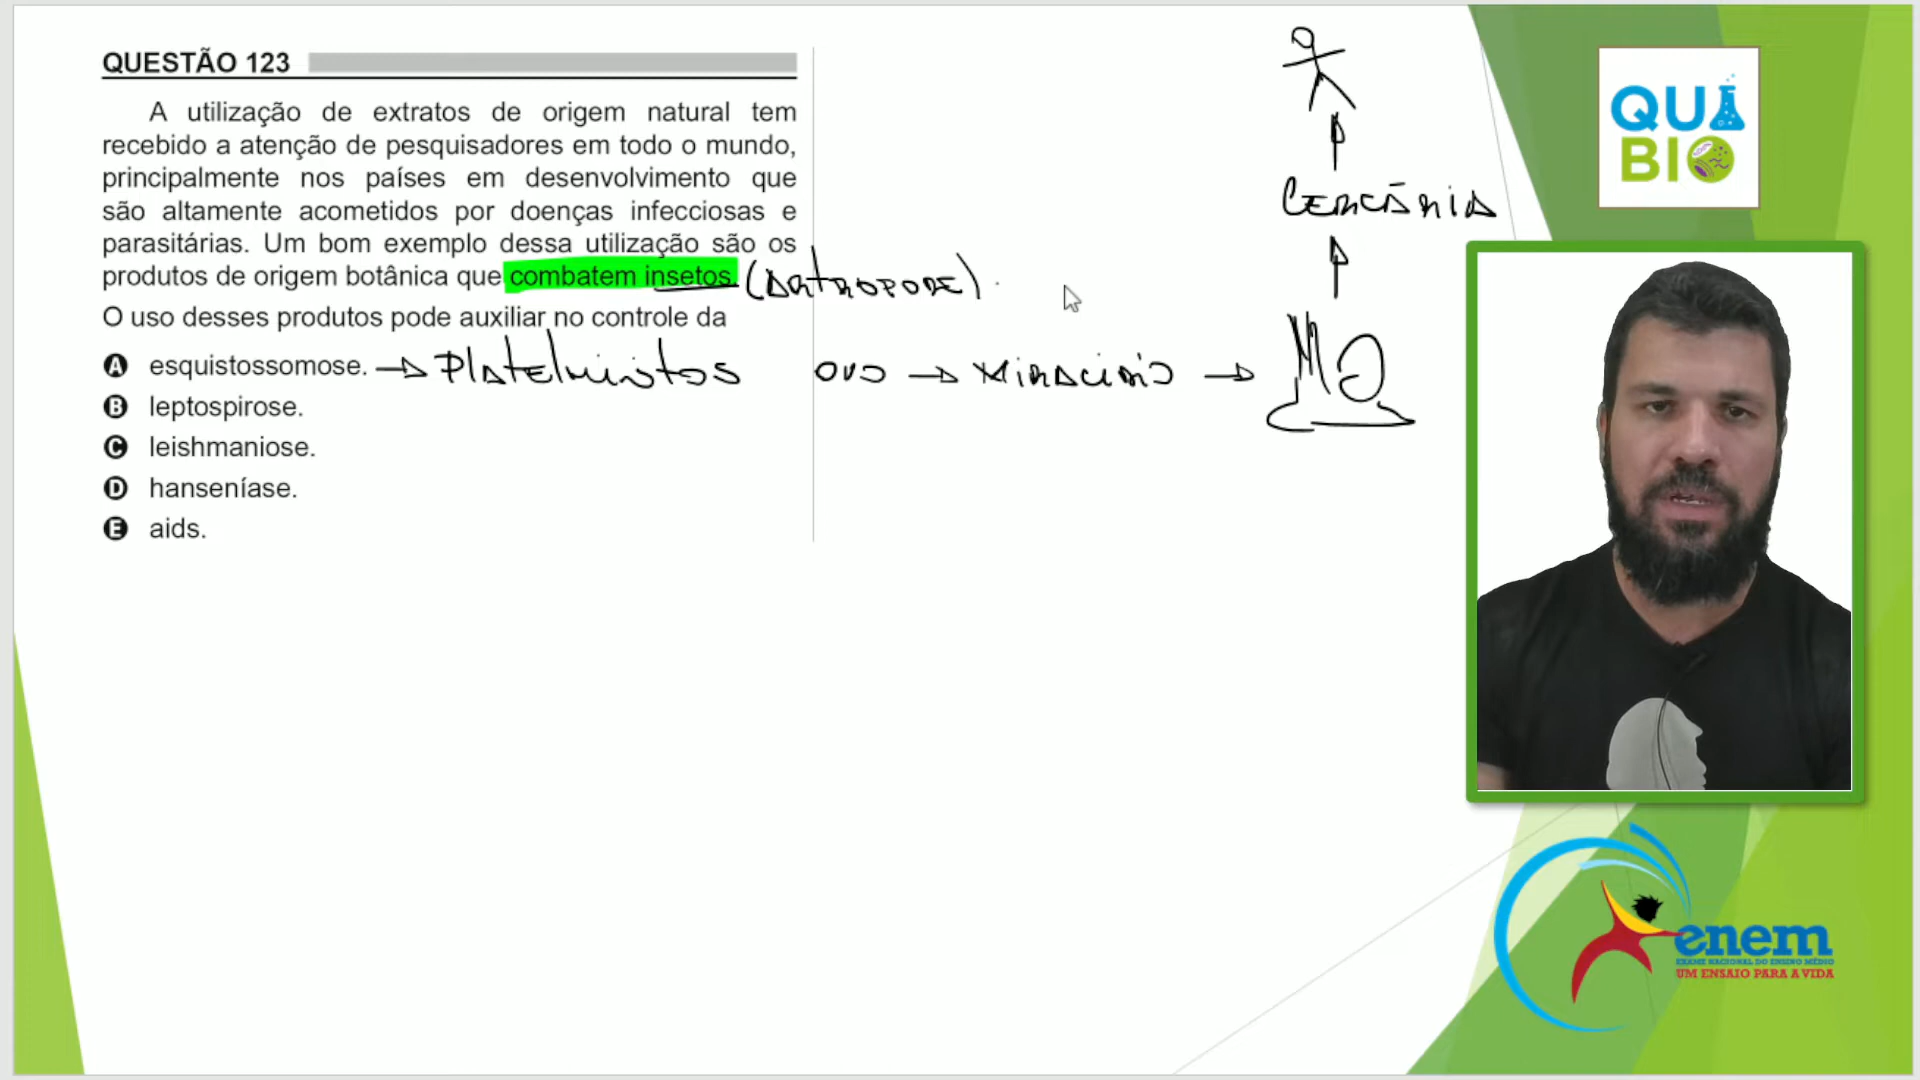 QUESTÃO 123
A utilização de extratos de origem natural tem
recebido a atenção de pesquisadores em todo o mundo,
principalmente nos países em desenvolvimento que
são altamente acometidos por doenças infecciosas e
parasitárias. Um bom exemplo dessa utilização são os
produtos de origem botânica que combatem insetos. (ARTROPODE).
O uso desses produtos pode auxiliar no controle da
A esquistossomose. → Platelmintos OVO → MIRACIDIO →
B leptospirose.
C leishmaniose.
D hanseníase.
E aids.
CERCÁRIA
QUÍ
BIO
enem
EXAME NACIONAL DO ENSINO MÉDIO
UM ENSAIO PARA A VIDA